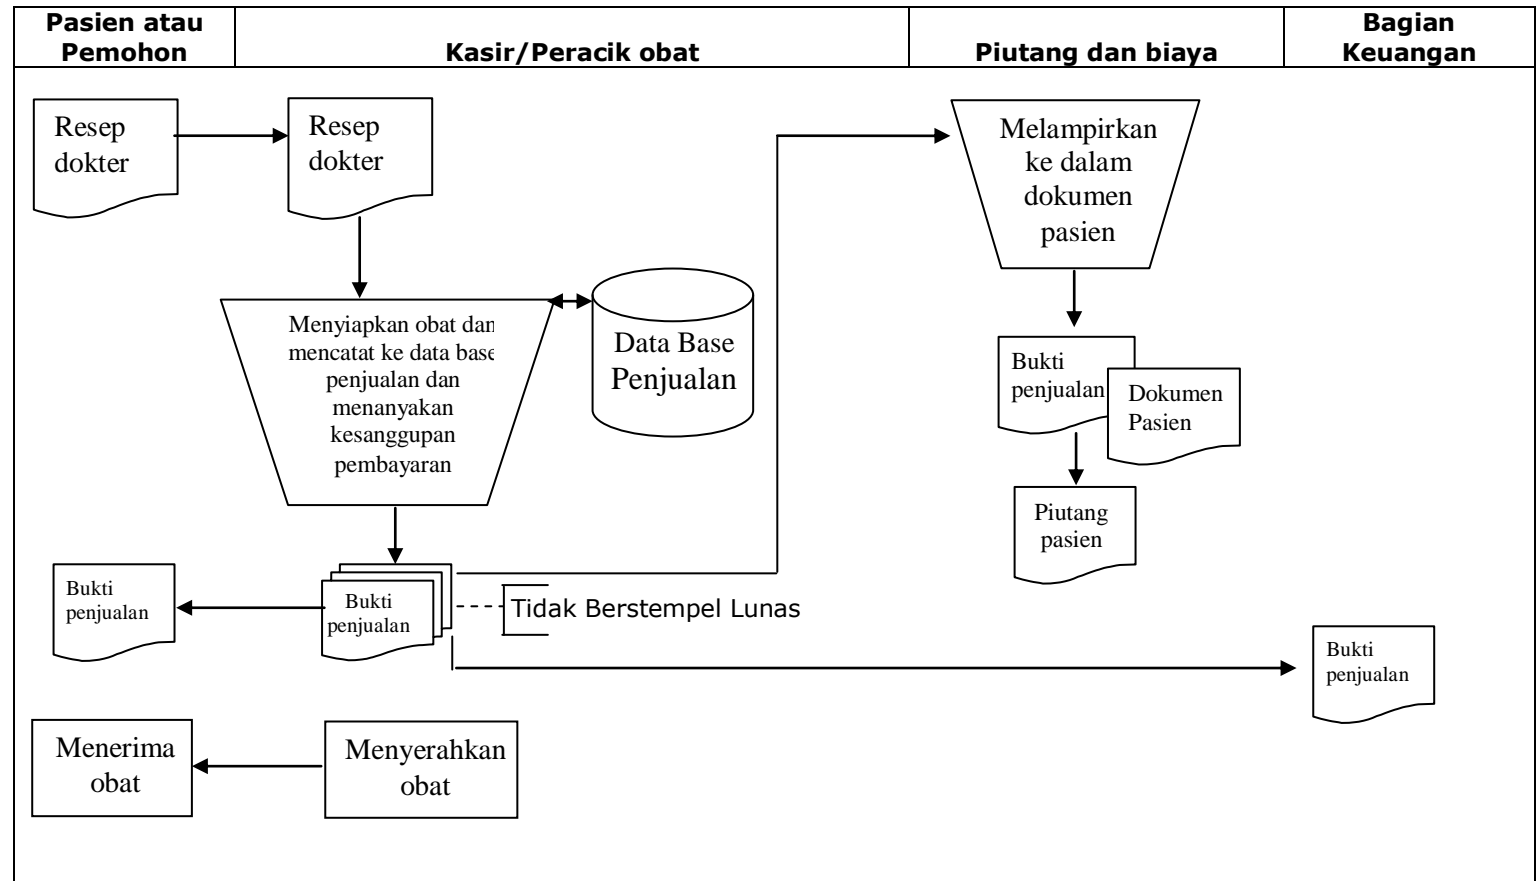 Pasien atau
Pemohon
Kasir/Peracik obat
Piutang dan biaya
Bagian
Keuangan
Resep
dokter
Resep
dokter
Melampirkan
ke dalam
dokumen
pasien
Menyiapkan obat dan
mencatat ke data base
penjualan dan
menanyakan
kesanggupan
pembayaran
Data Base
Penjualan
Bukti
penjualan
Dokumen
Pasien
Piutang
pasien
Bukti
penjualan
Bukti
penjualan
Tidak Berstempel Lunas
Bukti
penjualan
Menerima
obat
Menyerahkan
obat